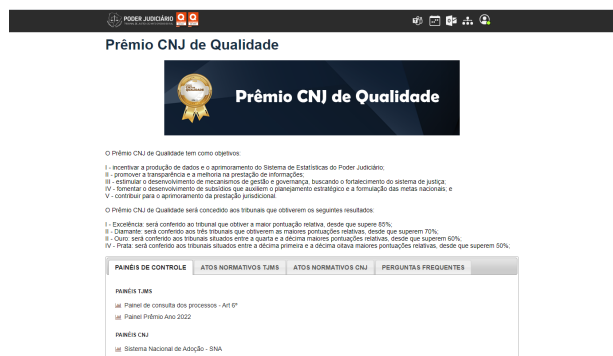 PODER JUDICIÁRIO
Prêmio CNJ de Qualidade
Prêmio CNJ de Qualidade
O Prêmio CNJ de Qualidade tem como objetivos:
I - incentivar a produção de dados e o aprimoramento do Sistema de Estatísticas do Poder Judiciário;
II - promover a transparência e a melhoria na prestação de informações;
III - estimular o desenvolvimento de mecanismos de gestão e governança, buscando o fortalecimento do sistema de justiça;
IV - fomentar o desenvolvimento de subsídios que auxiliem o planejamento estratégico e a formulação das metas nacionais; e
V - contribuir para o aprimoramento da prestação jurisdicional.
O Prêmio CNJ de Qualidade será concedido aos tribunais que obtiverem os seguintes resultados:
I - Excelência: será conferido ao tribunal que obtiver a maior pontuação relativa, desde que supere 85%;
II - Diamante: será conferido aos três tribunais que obtiverem as maiores pontuações relativas, desde que superem 70%;
III - Ouro: será conferido aos tribunais situados entre a quarta e a décima maiores pontuações relativas, desde que superem 60%;
IV - Prata: será conferido aos tribunais situados entre a décima primeira e a décima oitava maiores pontuações relativas, desde que superem 50%;
PAINÉIS DE CONTROLE ATOS NORMATIVOS TJMS ATOS NORMATIVOS CNJ PERGUNTAS FREQUENTES
PAINÉIS TJMS
Painel de consulta dos processos - Art 6º
Painel Prêmio Ano 2022
PAINÉIS CNJ
Sistema Nacional de Adoção - SNA